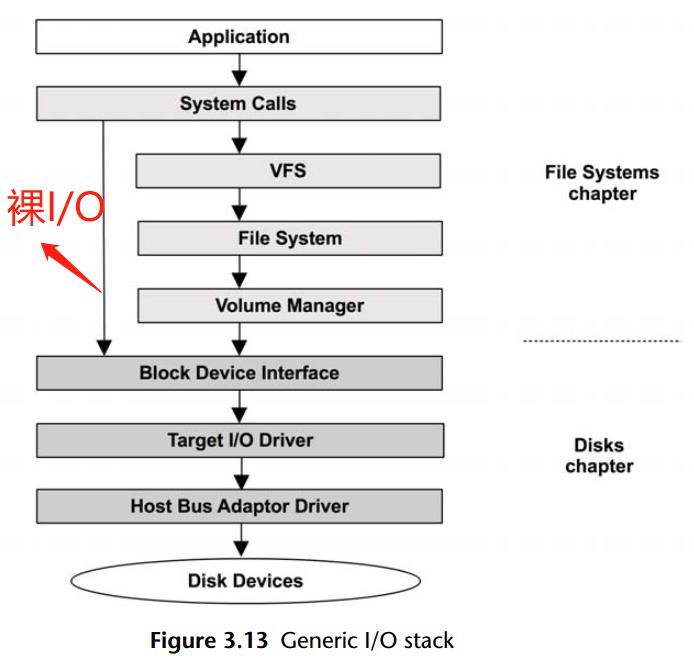 Application
System Calls
VFS
裸I/O
File Systems
chapter
File System
Volume Manager
Block Device Interface
Target I/O Driver
Disks
chapter
Host Bus Adaptor Driver
Disk Devices
Figure 3.13 Generic I/O stack